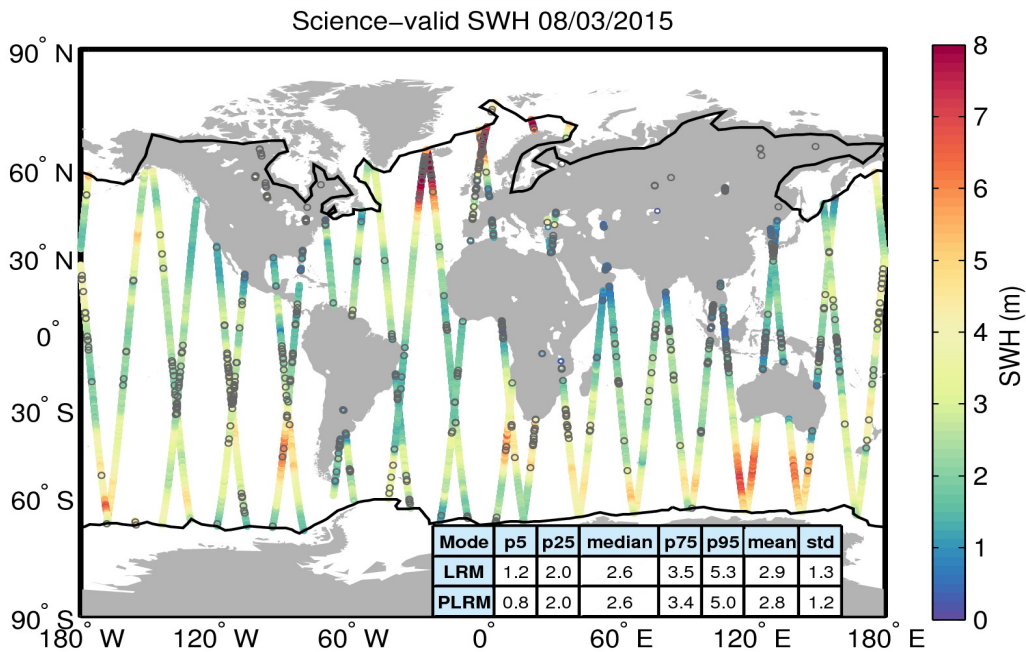 Science−valid SWH 08/03/2015
90° N
60° N
30° N
0°
30° S
60° S
90° S
180° W
120° W
60° W
0°
60° E
120° E
180° E
Mode p5 p25 median p75 p95 mean std
LRM 1.2 2.0 2.6 3.5 5.3 2.9 1.3
PLRM 0.8 2.0 2.6 3.4 5.0 2.8 1.2
8
7
6
5
4
3
2
1
0
SWH (m)